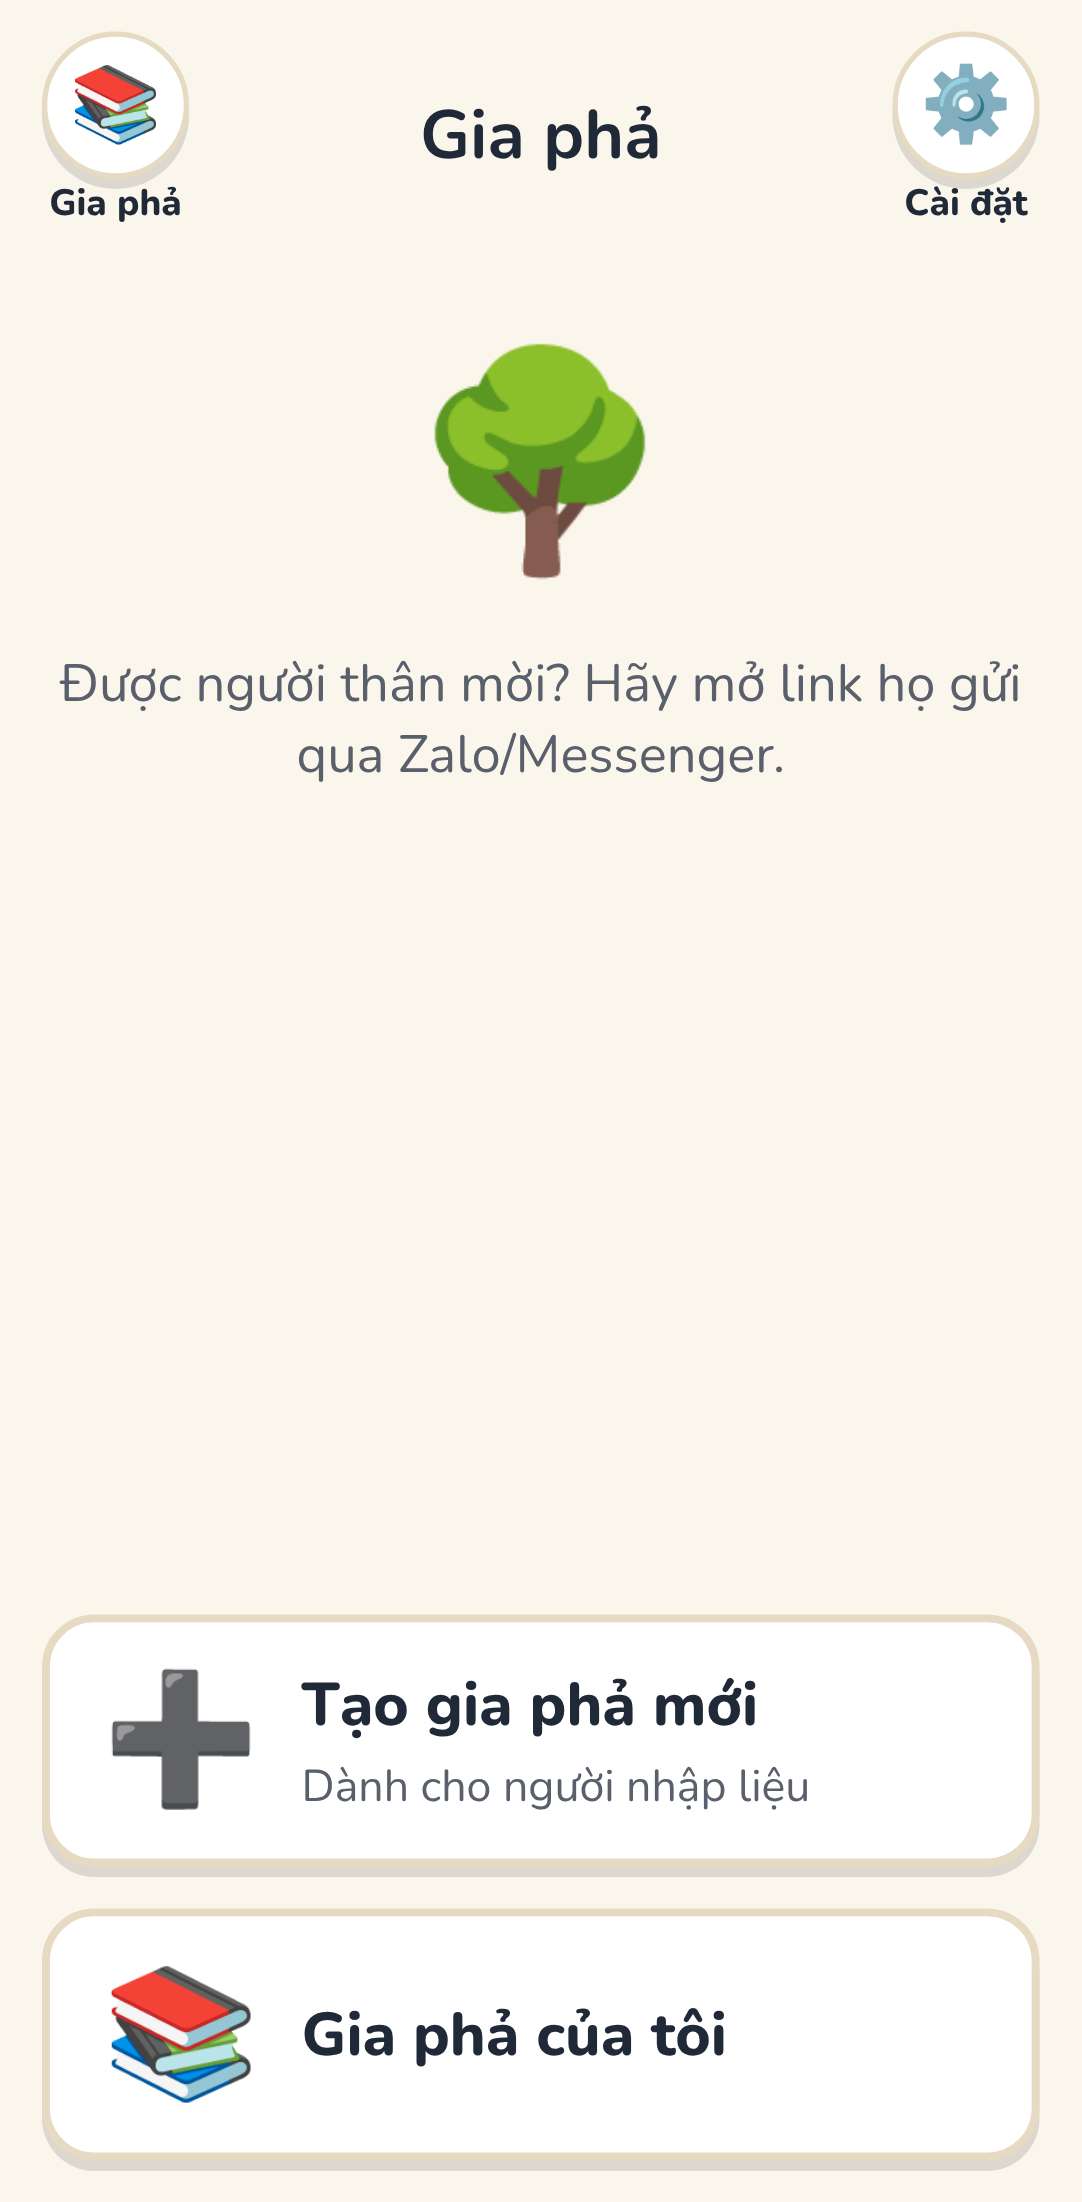 Gia phả
Gia phả
Cài đặt
Được người thân mời? Hãy mở link họ gửi
qua Zalo/Messenger.
Tạo gia phả mới
Dành cho người nhập liệu
Gia phả của tôi